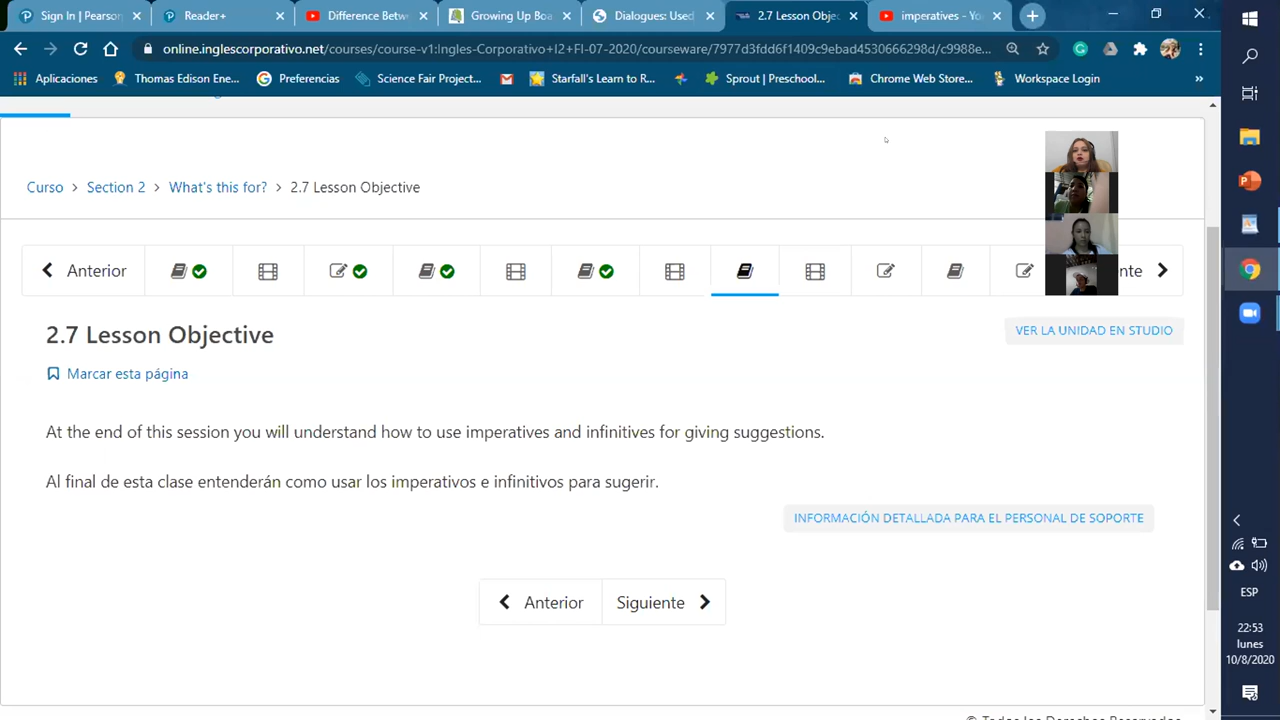 Sign In | Pearson
Reader+
Difference Betw
Growing Up Boa
Dialogues: Used
2.7 Lesson Objec
imperatives - Yo
online.inglescorporativo.net/courses/course-v1:Ingles-Corporativo+I2+FI-07-2020/courseware/7977d3fdd6f1409c9ebad4530666298d/c9988e...
Aplicaciones
Thomas Edison Ene...
Preferencias
Science Fair Project...
Starfall's Learn to R...
Sprout | Preschool...
Chrome Web Store...
Workspace Login
»
Curso > Section 2 > What's this for? > 2.7 Lesson Objective
Anterior
ente
2.7 Lesson Objective
VER LA UNIDAD EN STUDIO
Marcar esta página
At the end of this session you will understand how to use imperatives and infinitives for giving suggestions.
Al final de esta clase entenderán como usar los imperativos e infinitivos para sugerir.
INFORMACIÓN DETALLADA PARA EL PERSONAL DE SOPORTE
Anterior
Siguiente
ESP
22:53
lunes
10/8/2020